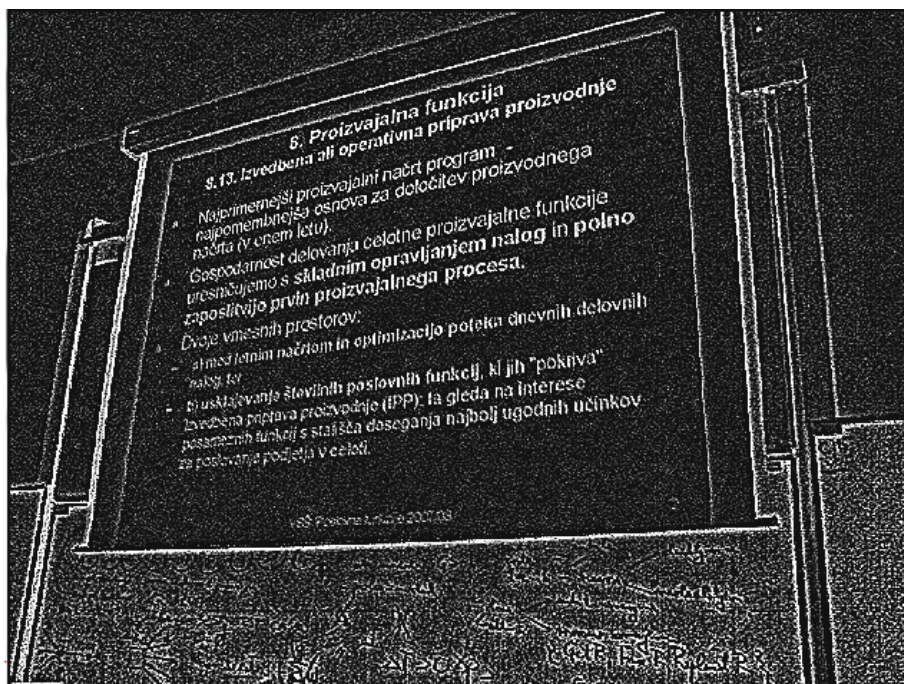 6. Proizvajalna funkcija
6.13. Izvedbena ali operativna priprava proizvodnje
Najprimernejši proizvajalni načrt program -
najpomembnejša osnova za določitev proizvodnega
načrta (v enem letu).
Gospodarnost delovanja celotne proizvajalne funkcije
uresničujemo s skladnim opravljanjem nalog in polno
zaposlitvijo prvin proizvajalnega procesa.
Dvoje vmesnih prostorov:
– a) med letnim načrtom in optimizacijo poteka dnevnih delovnih
nalog, ter
– b) usklajevanje številnih poslovnih funkcij, ki jih "pokriva"
izvedbena priprava proizvodnje (IPP): ta gleda na interese
posameznih funkcij s stališča doseganja najbolj ugodnih učinkov
za poslovanja podjetja v celoti.
Poslovne funkcije 2007/08